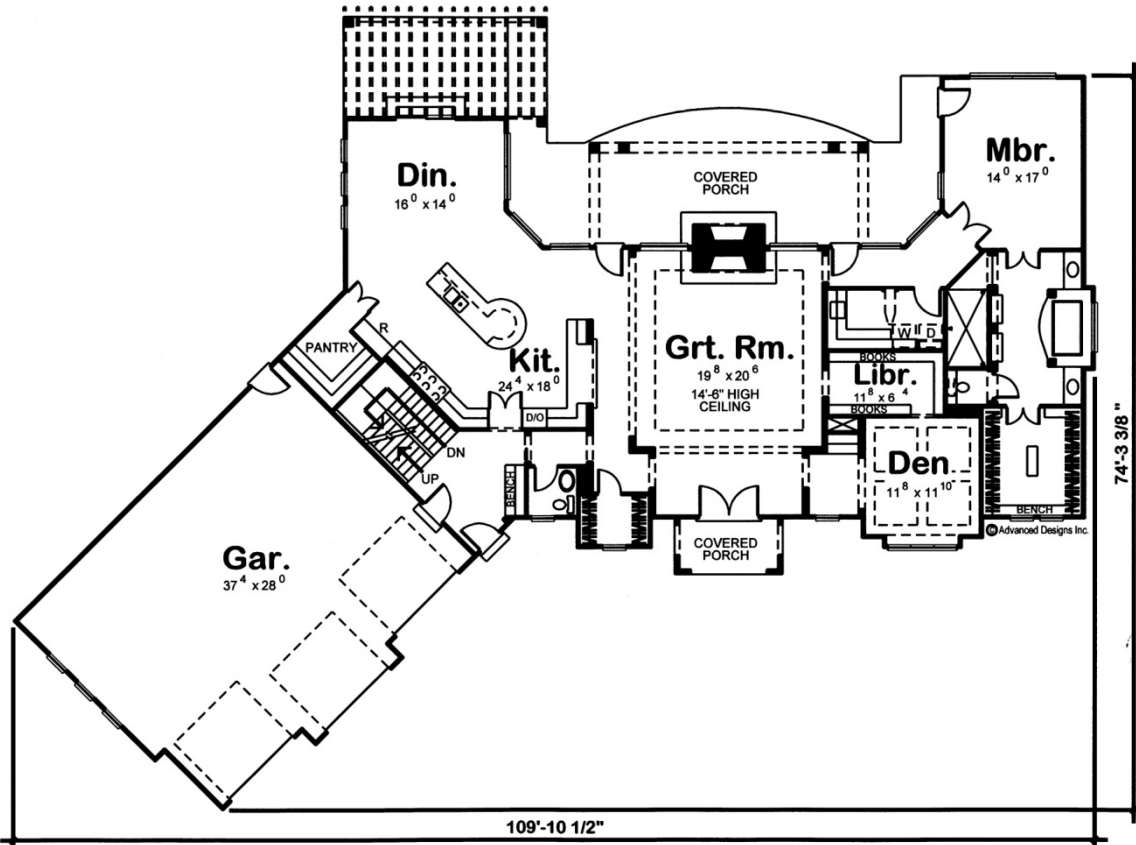 COVERED
PORCH
Din.
16⁰ x 14⁰
Mbr.
14⁰ x 17⁰
R
PANTRY
Kit.
24⁴ x 18⁰
D/O
Grt. Rm.
19⁸ x 20⁶
14'-6" HIGH
CEILING
W D
BOOKS
Libr.
11⁸ x 6⁴
BOOKS
DN
UP
BENCH
Den
11⁸ x 11¹⁰
BENCH
©Advanced Designs Inc.
COVERED
PORCH
Gar.
37⁴ x 28⁰
74'-3 3/8 "
109'-10 1/2"